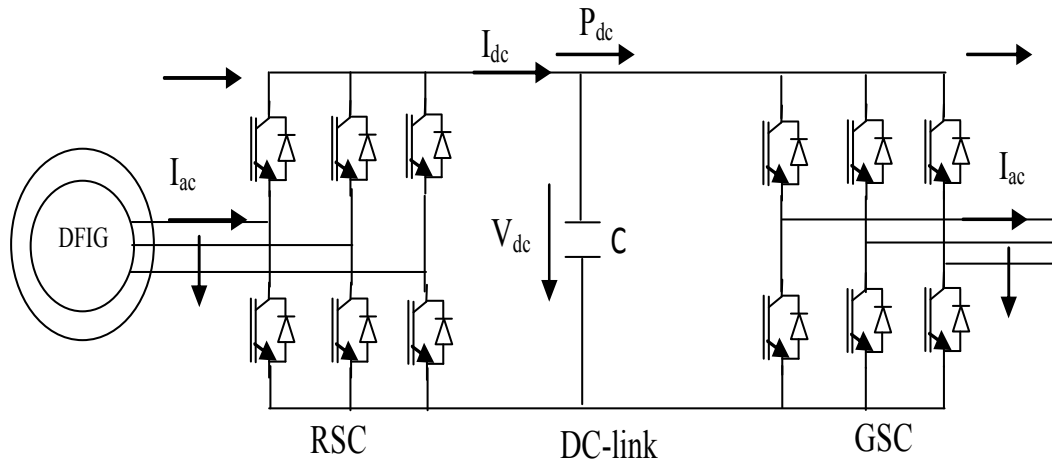 P_dc
I_dc
I_ac
I_ac
DFIG
V_dc
C
RSC
DC-link
GSC